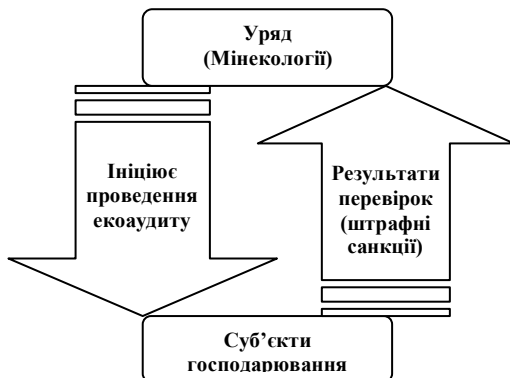 Уряд
(Мінекології)
Ініціює
проведення
екоаудиту
Результати
перевірок
(штрафні
санкції)
Суб’єкти
господарювання